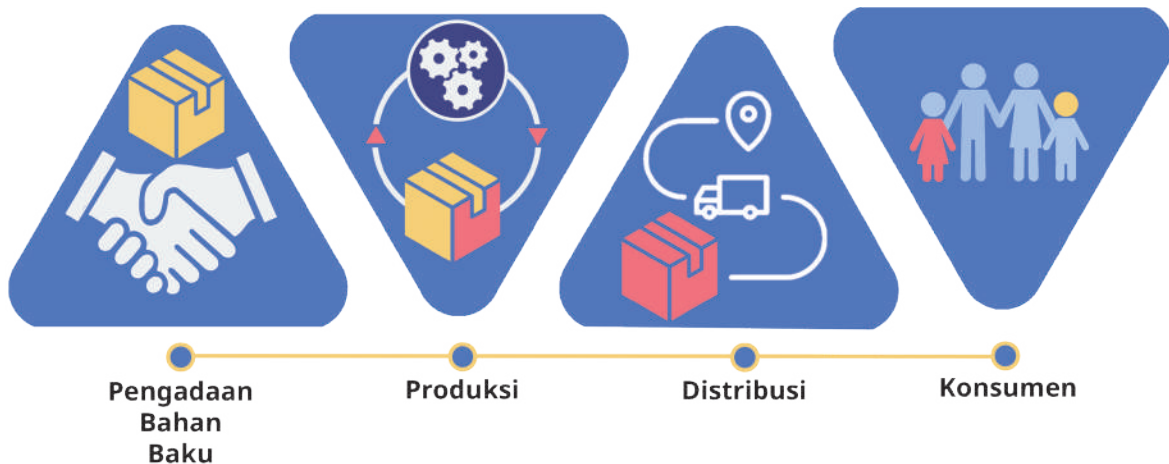 Pengadaan
Bahan
Baku
Produksi
Distribusi
Konsumen